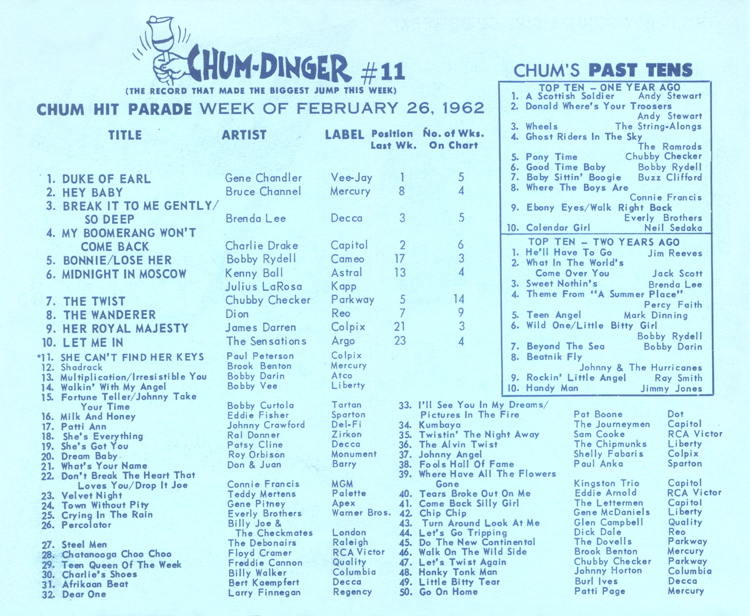 CHUM-DINGER #11
(THE RECORD THAT MADE THE BIGGEST JUMP THIS WEEK)
CHUM HIT PARADE WEEK OF FEBRUARY 26, 1962
TITLE ARTIST LABEL Position Last Wk. No. of Wks. On Chart
1. DUKE OF EARL Gene Chandler Vee-Jay 1 5
2. HEY BABY Bruce Channel Mercury 8 4
3. BREAK IT TO ME GENTLY/
SO DEEP Brenda Lee Decca 3 5
4. MY BOOMERANG WON'T
COME BACK Charlie Drake Capitol 2 6
5. BONNIE/LOSE HER Bobby Rydell Cameo 17 3
6. MIDNIGHT IN MOSCOW Kenny Ball Astral 13 4
Julius LaRosa Kapp
7. THE TWIST Chubby Checker Parkway 5 14
8. THE WANDERER Dion Reo 7 9
9. HER ROYAL MAJESTY James Darren Colpix 21 3
10. LET ME IN The Sensations Argo 23 4
*11. SHE CAN'T FIND HER KEYS Paul Peterson Colpix
12. Shadrack Brook Benton Mercury
13. Multiplication/Irresistible You Bobby Darin Atco
14. Walkin' With My Angel Bobby Vee Liberty
15. Fortune Teller/Johnny Take
Your Time Bobby Curtola Tartan
16. Milk And Honey Eddie Fisher Sparton
17. Patti Ann Johnny Crawford Del-Fi
18. She's Everything Ral Donner Zirkon
19. She's Got You Patsy Cline Decca
20. Dream Baby Roy Orbison Monument
21. What's Your Name Don & Juan Barry
22. Don't Break The Heart That
Loves You/Drop It Joe Connie Francis MGM
23. Velvet Night Teddy Mertens Palette
24. Town Without Pity Gene Pitney Apex
25. Crying In The Rain Everly Brothers Warner Bros.
26. Percolator Billy Joe &
The Checkmates London
27. Steel Men The Debonairs Raleigh
28. Chatanooga Choo Choo Floyd Cramer RCA Victor
29. Teen Queen Of The Week Freddie Cannon Quality
30. Charlie's Shoes Billy Walker Columbia
31. Afrikaan Beat Bert Kaempfert Decca
32. Dear One Larry Finnegan Regency
33. I'll See You In My Dreams/
Pictures In The Fire Pat Boone Dot
34. Kumbaya The Journeymen Capitol
35. Twistin' The Night Away Sam Cooke RCA Victor
36. The Alvin Twist The Chipmunks Liberty
37. Johnny Angel Shelly Fabaris Colpix
38. Fools Hall Of Fame Paul Anka Sparton
39. Where Have All The Flowers
Gone Kingston Trio Capitol
40. Tears Broke Out On Me Eddie Arnold RCA Victor
41. Come Back Silly Girl The Lettermen Capitol
42. Chip Chip Gene McDaniels Liberty
43. Turn Around Look At Me Glen Campbell Quality
44. Let's Go Tripping Dick Dale Reo
45. Do The New Continental The Dovells Parkway
46. Walk On The Wild Side Brook Benton Mercury
47. Let's Twist Again Chubby Checker Parkway
48. Honky Tonk Man Johnny Horton Columbia
49. Little Bitty Tear Burl Ives Decca
50. Go On Home Patti Page Mercury
CHUM'S PAST TENS
TOP TEN — ONE YEAR AGO
1. A Scottish Soldier Andy Stewart
2. Donald Where's Your Troosers
Andy Stewart
3. Wheels The String-Alongs
4. Ghost Riders In The Sky
The Ramrods
5. Pony Time Chubby Checker
6. Good Time Baby Bobby Rydell
7. Baby Sittin' Boogie Buzz Clifford
8. Where The Boys Are
Connie Francis
9. Ebony Eyes/Walk Right Back
Everly Brothers
10. Calendar Girl Neil Sedaka
TOP TEN — TWO YEARS AGO
1. He'll Have To Go Jim Reeves
2. What In The World's
Come Over You Jack Scott
3. Sweet Nothin's Brenda Lee
4. Theme From "A Summer Place"
Percy Faith
5. Teen Angel Mark Dinning
6. Wild One/Little Bitty Girl
Bobby Rydell
7. Beyond The Sea Bobby Darin
8. Beatnik Fly
Johnny & The Hurricanes
9. Rockin' Little Angel Ray Smith
10. Handy Man Jimmy Jones